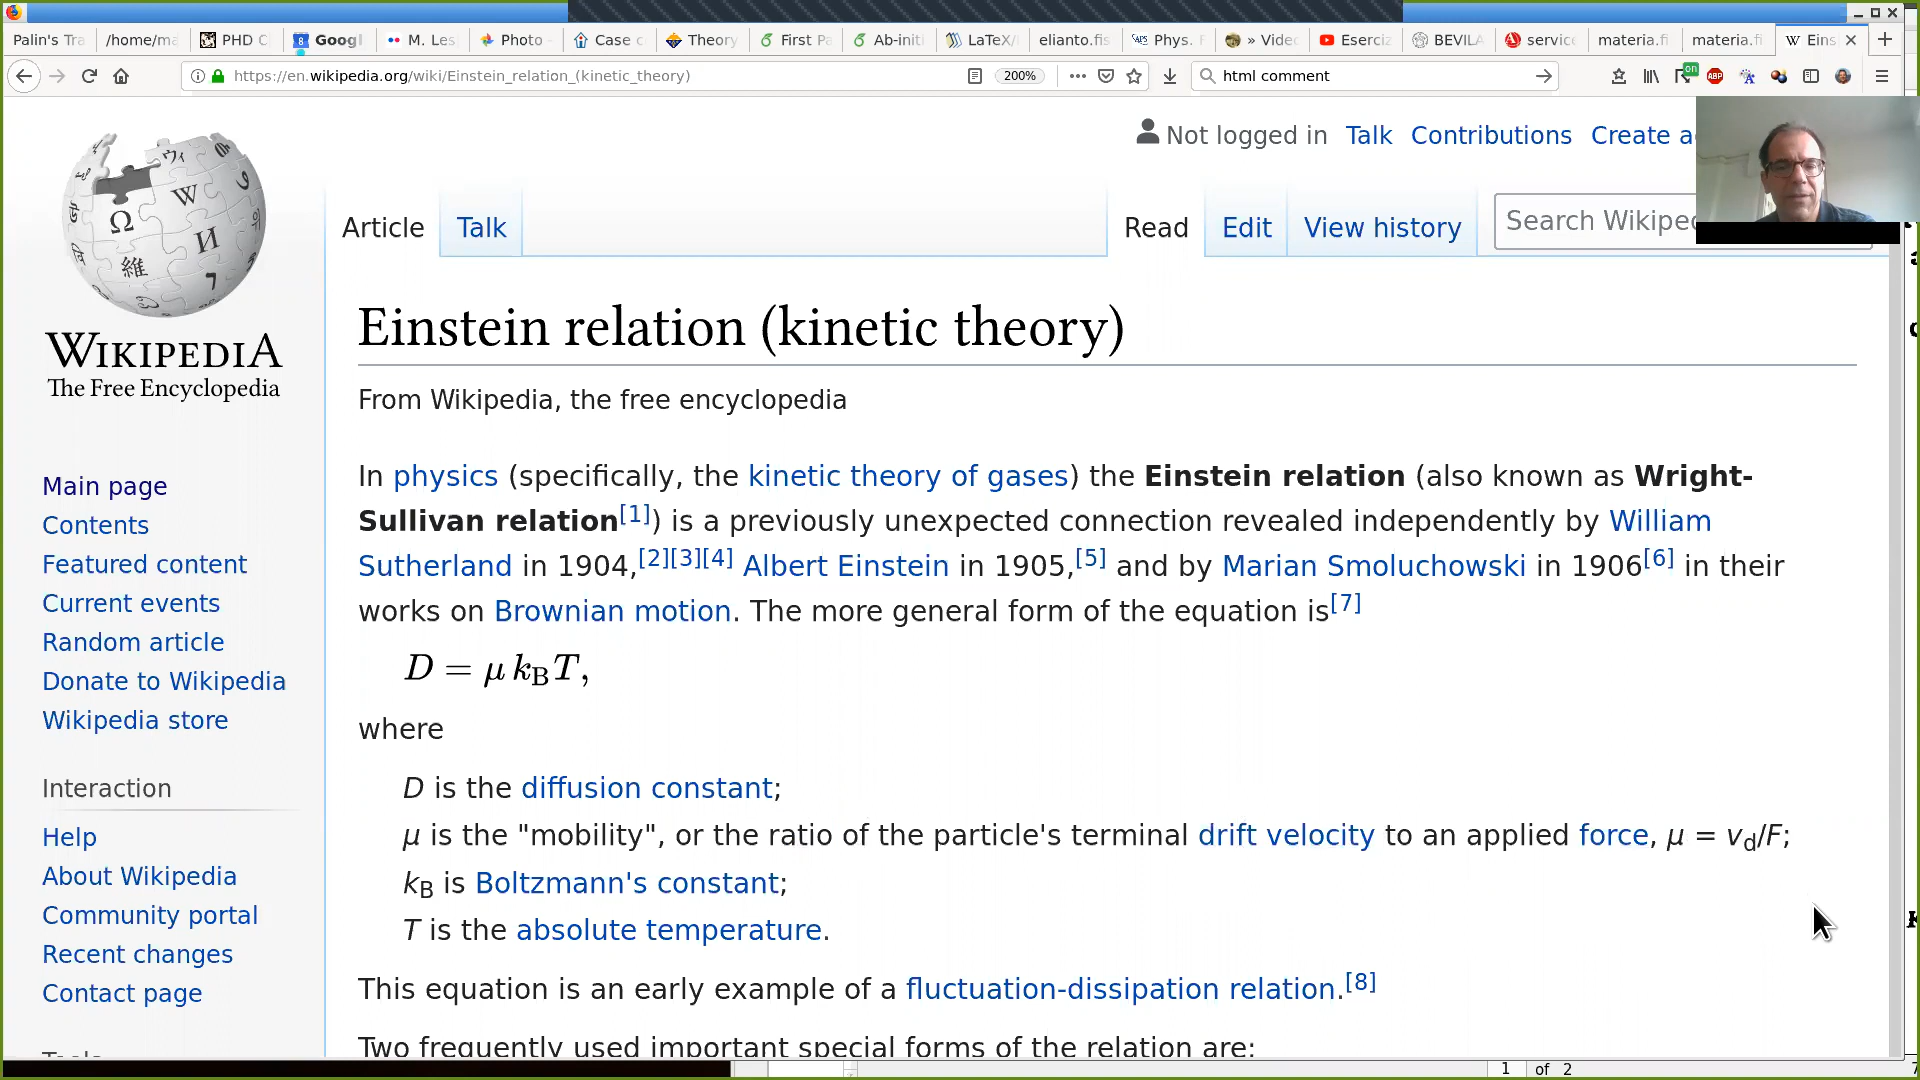 Palin's Tra
/home/ma
PHD C
Googl
M. Les
Photo
Case c
Theory
First Pa
Ab-init
LaTeX/
elianto.fis
Phys. F
» Videc
Eserciz
BEVILA
service
materia.fi
materia.fi
Eins
https://en.wikipedia.org/wiki/Einstein_relation_(kinetic_theory)
200%
html comment
on
ABP
Not logged in
Talk
Contributions
Create a
Article
Talk
Read
Edit
View history
Search Wikiped
WIKIPEDIA
The Free Encyclopedia
Main page
Contents
Featured content
Current events
Random article
Donate to Wikipedia
Wikipedia store
Interaction
Help
About Wikipedia
Community portal
Recent changes
Contact page
Tools
Einstein relation (kinetic theory)
From Wikipedia, the free encyclopedia
In physics (specifically, the kinetic theory of gases) the Einstein relation (also known as Wright-
Sullivan relation[1]) is a previously unexpected connection revealed independently by William
Sutherland in 1904,[2][3][4] Albert Einstein in 1905,[5] and by Marian Smoluchowski in 1906[6] in their
works on Brownian motion. The more general form of the equation is[7]
D = μ kBT,
where
D is the diffusion constant;
μ is the "mobility", or the ratio of the particle's terminal drift velocity to an applied force, μ = vd/F;
kB is Boltzmann's constant;
T is the absolute temperature.
This equation is an early example of a fluctuation-dissipation relation.[8]
Two frequently used important special forms of the relation are:
1 of 2